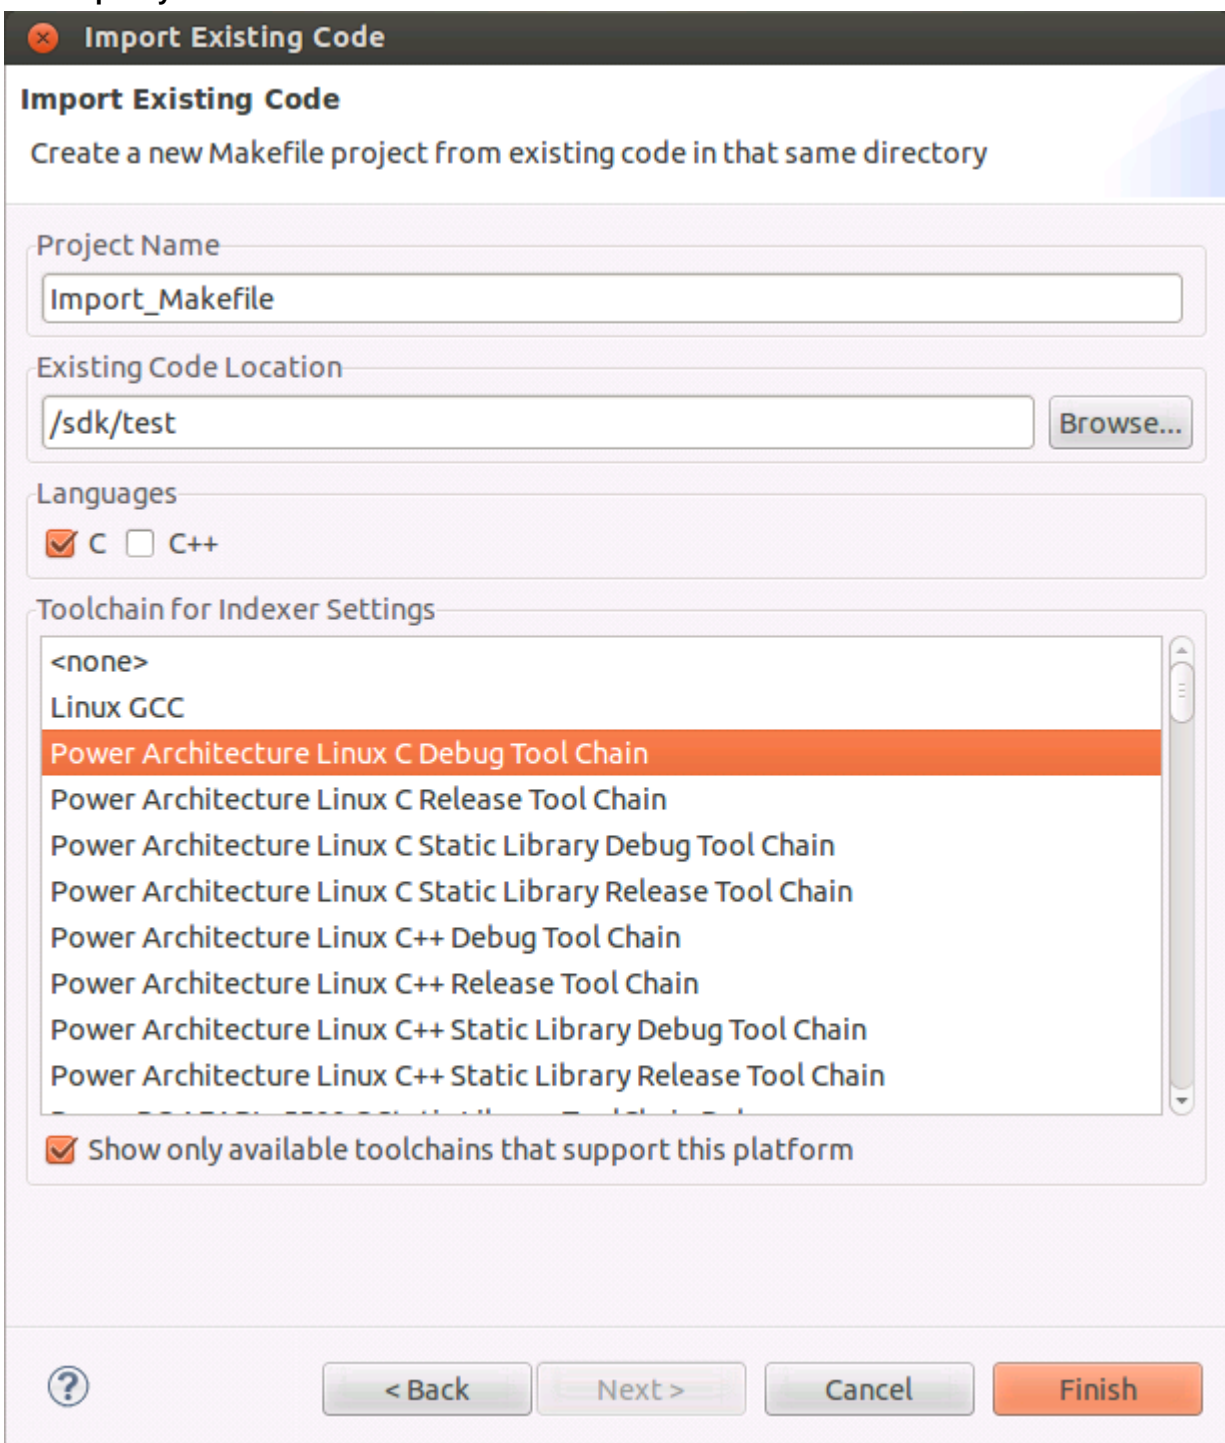 Import Existing Code
Import Existing Code
Create a new Makefile project from existing code in that same directory
Project Name
Import_Makefile
Existing Code Location
/sdk/test
Browse...
Languages
C C++
Toolchain for Indexer Settings
<none>
Linux GCC
Power Architecture Linux C Debug Tool Chain
Power Architecture Linux C Release Tool Chain
Power Architecture Linux C Static Library Debug Tool Chain
Power Architecture Linux C Static Library Release Tool Chain
Power Architecture Linux C++ Debug Tool Chain
Power Architecture Linux C++ Release Tool Chain
Power Architecture Linux C++ Static Library Debug Tool Chain
Power Architecture Linux C++ Static Library Release Tool Chain
Show only available toolchains that support this platform
< Back
Next >
Cancel
Finish